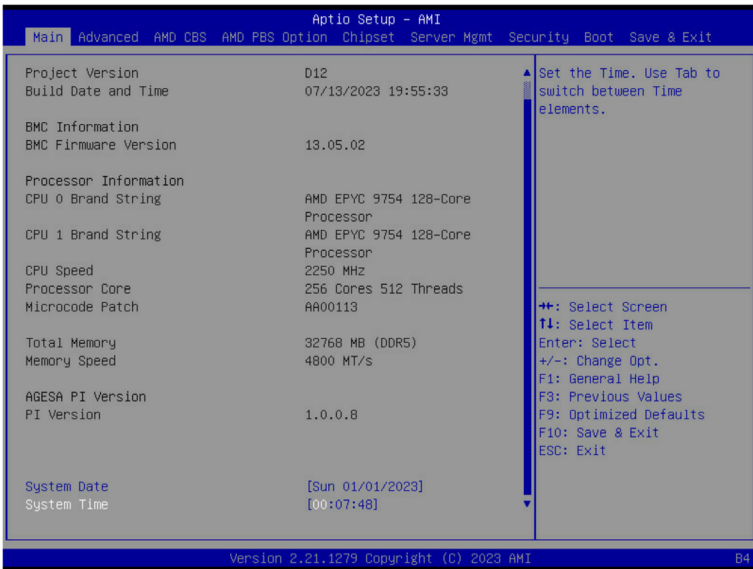 Aptio Setup – AMI
Main Advanced AMD CBS AMD PBS Option Chipset Server Mgmt Security Boot Save & Exit
Project Version D12
Build Date and Time 07/13/2023 19:55:33
BMC Information
BMC Firmware Version 13.05.02
Processor Information
CPU 0 Brand String AMD EPYC 9754 128-Core
Processor
CPU 1 Brand String AMD EPYC 9754 128-Core
Processor
CPU Speed 2250 MHz
Processor Core 256 Cores 512 Threads
Microcode Patch AA00113
Total Memory 32768 MB (DDR5)
Memory Speed 4800 MT/s
AGESA PI Version
PI Version 1.0.0.8
System Date [Sun 01/01/2023]
System Time [00:07:48]
Set the Time. Use Tab to
switch between Time
elements.
→←: Select Screen
↑↓: Select Item
Enter: Select
+/-: Change Opt.
F1: General Help
F3: Previous Values
F9: Optimized Defaults
F10: Save & Exit
ESC: Exit
Version 2.21.1279 Copyright (C) 2023 AMI
B4